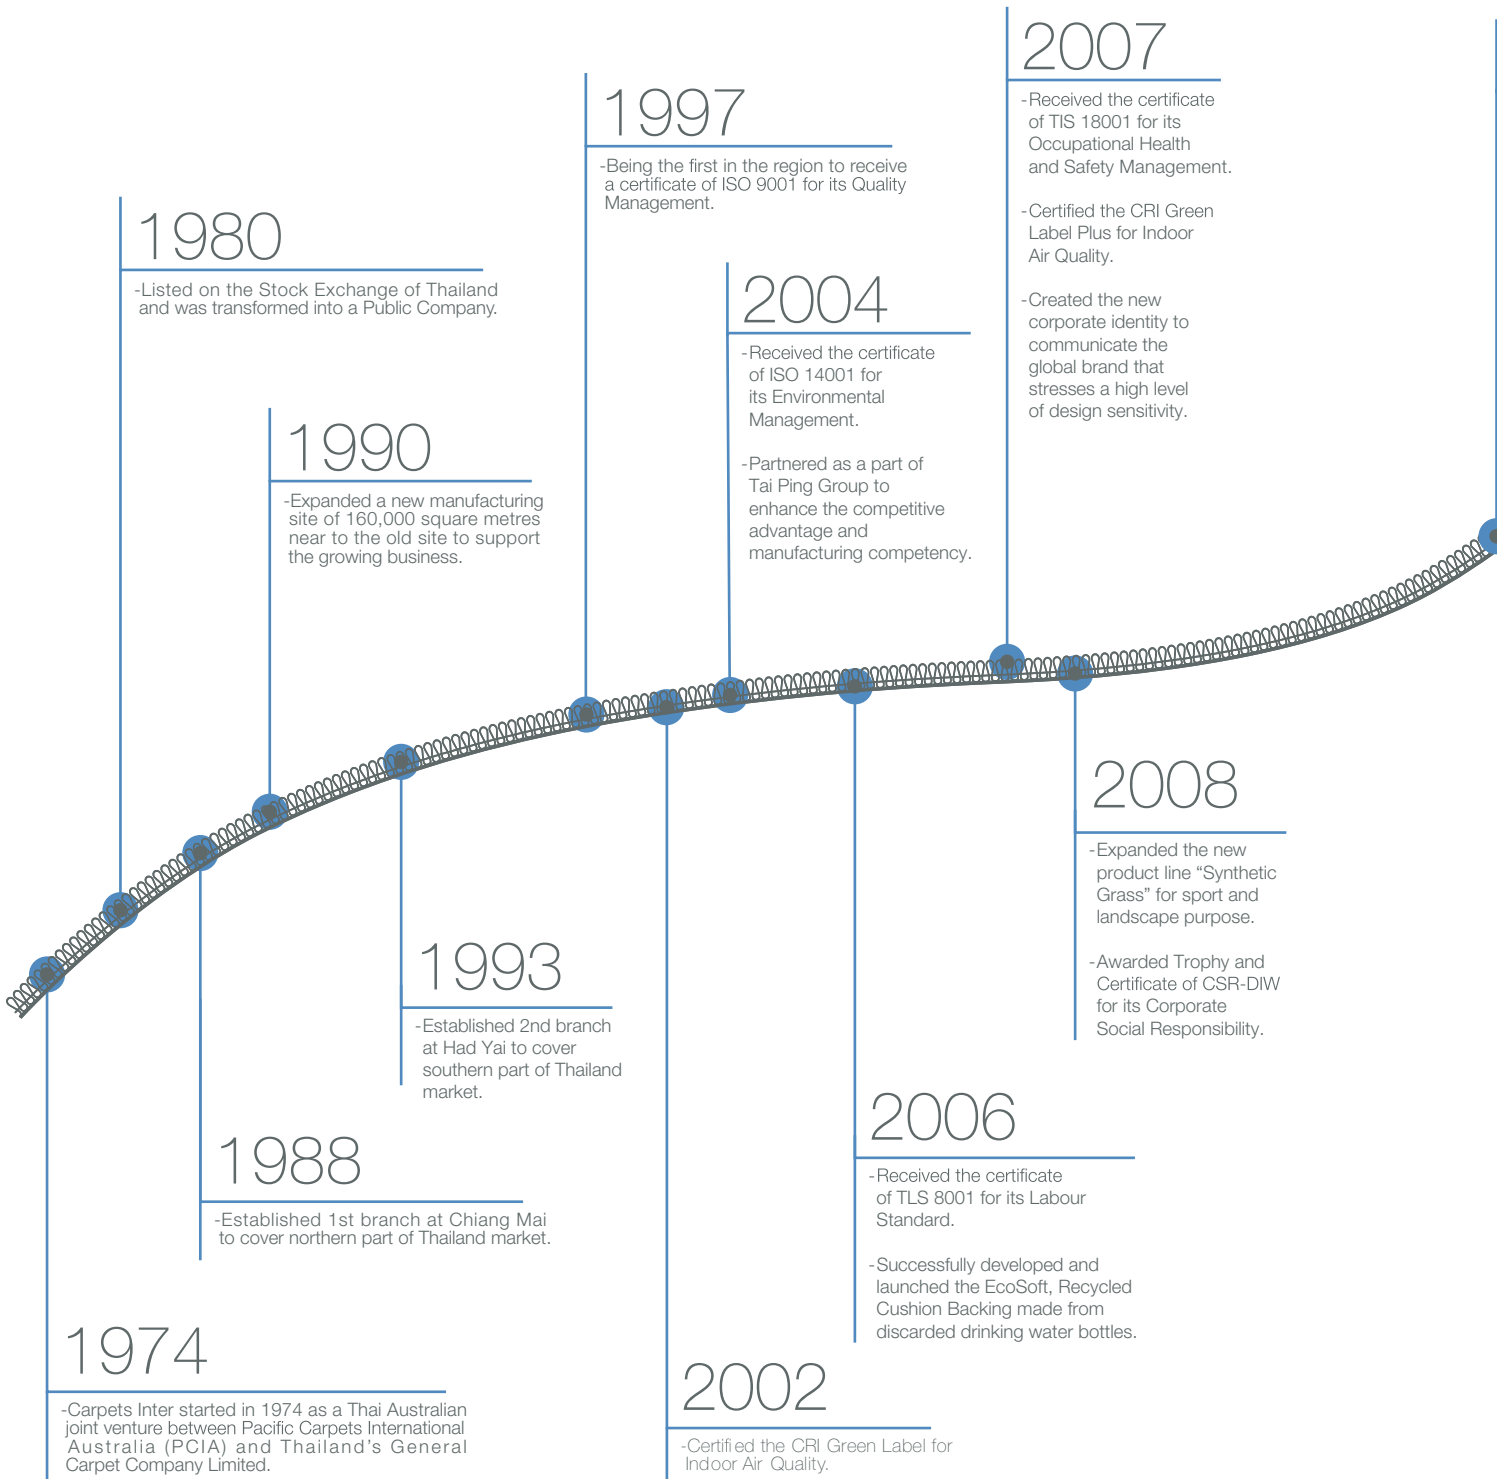 2007
-Received the certificate
of TIS 18001 for its
Occupational Health
and Safety Management.
-Certified the CRI Green
Label Plus for Indoor
Air Quality.
-Created the new
corporate identity to
communicate the
global brand that
stresses a high level
of design sensitivity.
1997
-Being the first in the region to receive
a certificate of ISO 9001 for its Quality
Management.
1980
-Listed on the Stock Exchange of Thailand
and was transformed into a Public Company.
2004
-Received the certificate
of ISO 14001 for
its Environmental
Management.
-Partnered as a part of
Tai Ping Group to
enhance the competitive
advantage and
manufacturing competency.
1990
-Expanded a new manufacturing
site of 160,000 square metres
near to the old site to support
the growing business.
2008
-Expanded the new
product line “Synthetic
Grass” for sport and
landscape purpose.
-Awarded Trophy and
Certificate of CSR-DIW
for its Corporate
Social Responsibility.
1993
-Established 2nd branch
at Had Yai to cover
southern part of Thailand
market.
2006
-Received the certificate
of TLS 8001 for its Labour
Standard.
-Successfully developed and
launched the EcoSoft, Recycled
Cushion Backing made from
discarded drinking water bottles.
1988
-Established 1st branch at Chiang Mai
to cover northern part of Thailand market.
1974
-Carpets Inter started in 1974 as a Thai Australian
joint venture between Pacific Carpets International
Australia (PCIA) and Thailand’s General
Carpet Company Limited.
2002
-Certified the CRI Green Label for
Indoor Air Quality.